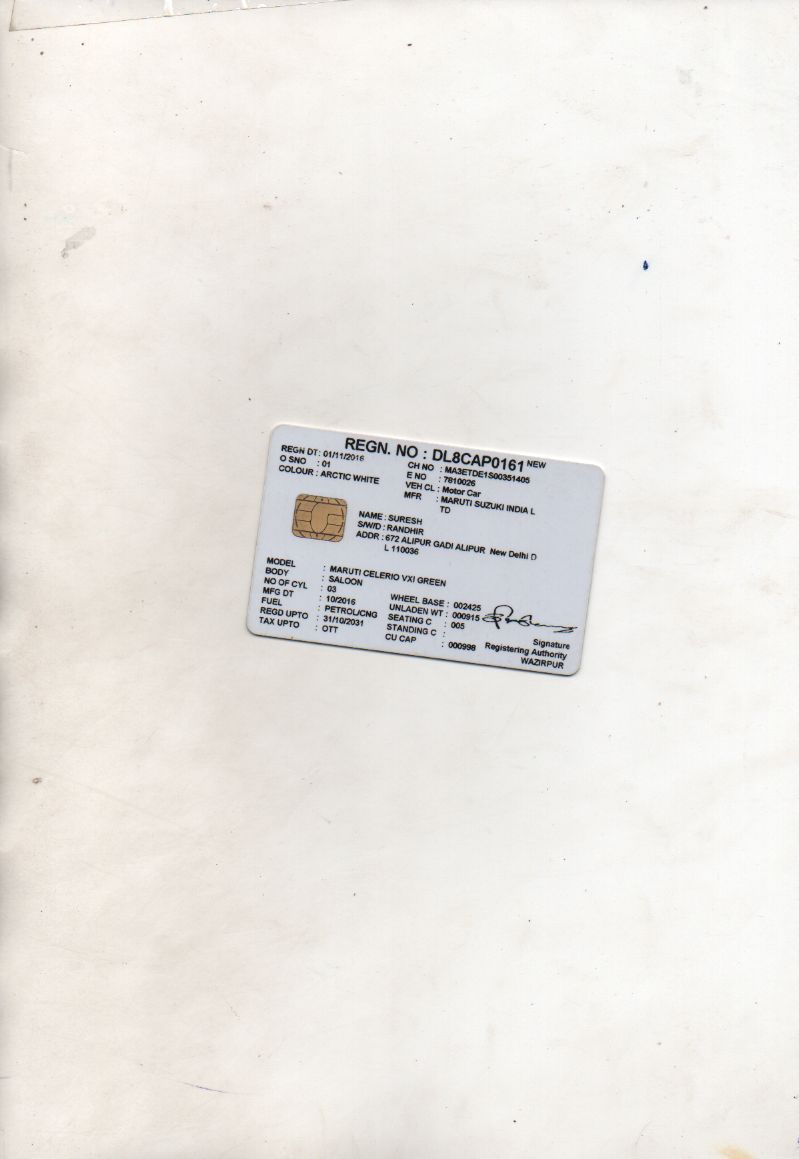 REGN. NO : DL8CAP0161 NEW
REGN DT : 01/11/2016 CH NO : MA3ETDE1S00351405
O SNO : 01 E NO : 7810026
COLOUR : ARCTIC WHITE VEH CL : Motor Car
MFR : MARUTI SUZUKI INDIA L
TD
NAME : SURESH
S/W/D : RANDHIR
ADDR : 672 ALIPUR GADI ALIPUR New Delhi D
L 110036
MODEL : MARUTI CELERIO VXI GREEN
BODY : SALOON
NO OF CYL : 03 WHEEL BASE : 002425
MFG DT : 10/2016 UNLADEN WT : 000915
FUEL : PETROL/CNG SEATING C : 005
REGD UPTO : 31/10/2031 STANDING C :
TAX UPTO : OTT CU CAP : 000998
Signature
Registering Authority
WAZIRPUR